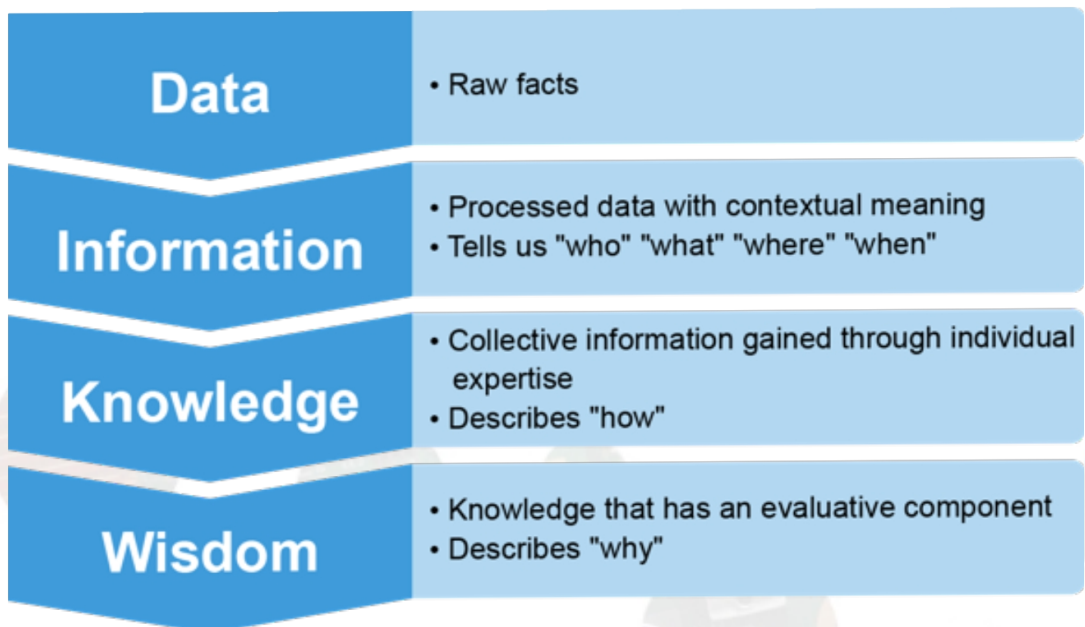 Data
• Raw facts
Information
• Processed data with contextual meaning
• Tells us "who" "what" "where" "when"
Knowledge
• Collective information gained through individual
expertise
• Describes "how"
Wisdom
• Knowledge that has an evaluative component
• Describes "why"